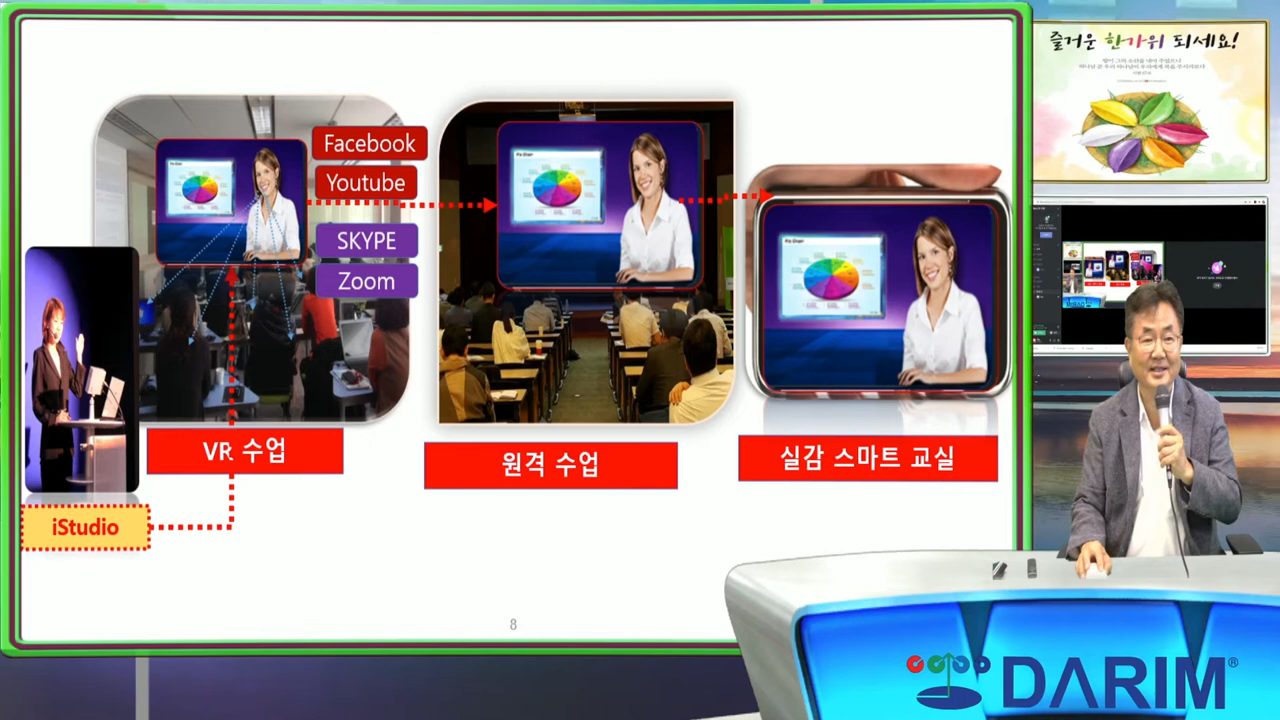 Facebook
Youtube
SKYPE
Zoom
VR 수업
원격 수업
실감 스마트 교실
iStudio
8
즐거운 한가위 되세요!
DARIM®